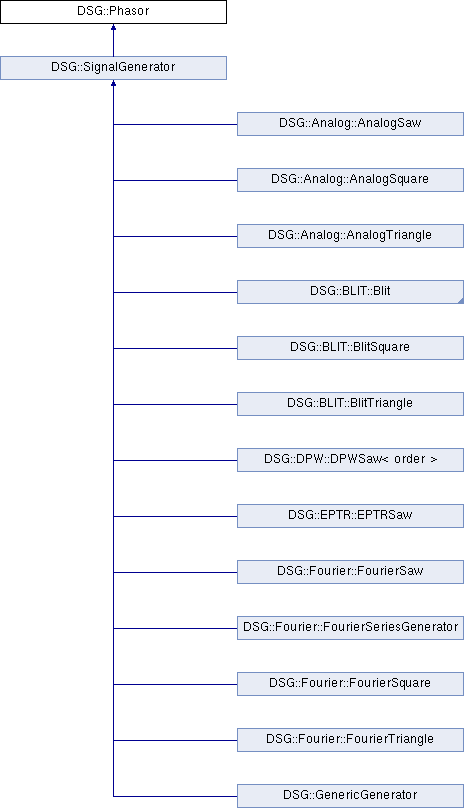 DSG::Phasor
DSG::SignalGenerator
DSG::Analog::AnalogSaw
DSG::Analog::AnalogSquare
DSG::Analog::AnalogTriangle
DSG::BLIT::Blit
DSG::BLIT::BlitSquare
DSG::BLIT::BlitTriangle
DSG::DPW::DPWSaw< order >
DSG::EPTR::EPTRSaw
DSG::Fourier::FourierSaw
DSG::Fourier::FourierSeriesGenerator
DSG::Fourier::FourierSquare
DSG::Fourier::FourierTriangle
DSG::GenericGenerator